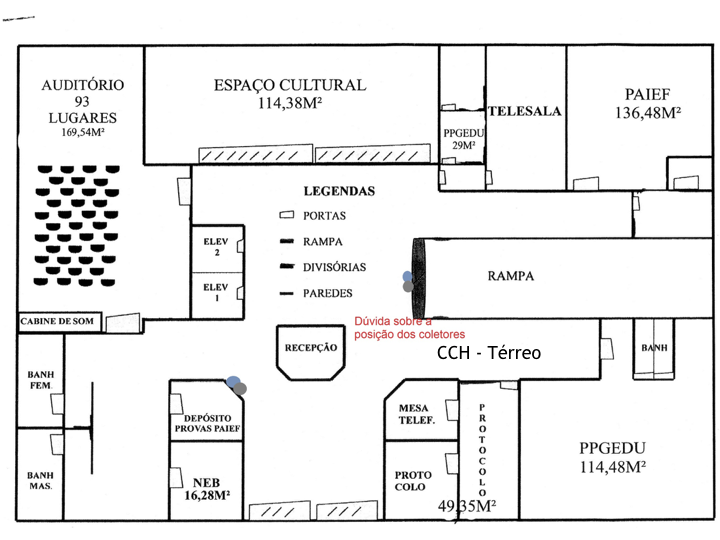 AUDITÓRIO
93
LUGARES
169,54M²
ESPAÇO CULTURAL
114,38M²
PPGEDU
29M²
TELESALA
PAIEF
136,48M²
LEGENDAS
PORTAS
RAMPA
DIVISÓRIAS
PAREDES
ELEV
2
ELEV
1
RAMPA
CABINE DE SOM
Dúvida sobre a
posição dos coletores
RECEPÇÃO
CCH - Térreo
BANH
BANH
FEM.
DEPÓSITO
PROVAS PAIEF
MESA
TELEF.
PROTOCOLO
49,35M²
PPGEDU
114,48M²
BANH
MAS.
NEB
16,28M²
PROTO
COLO